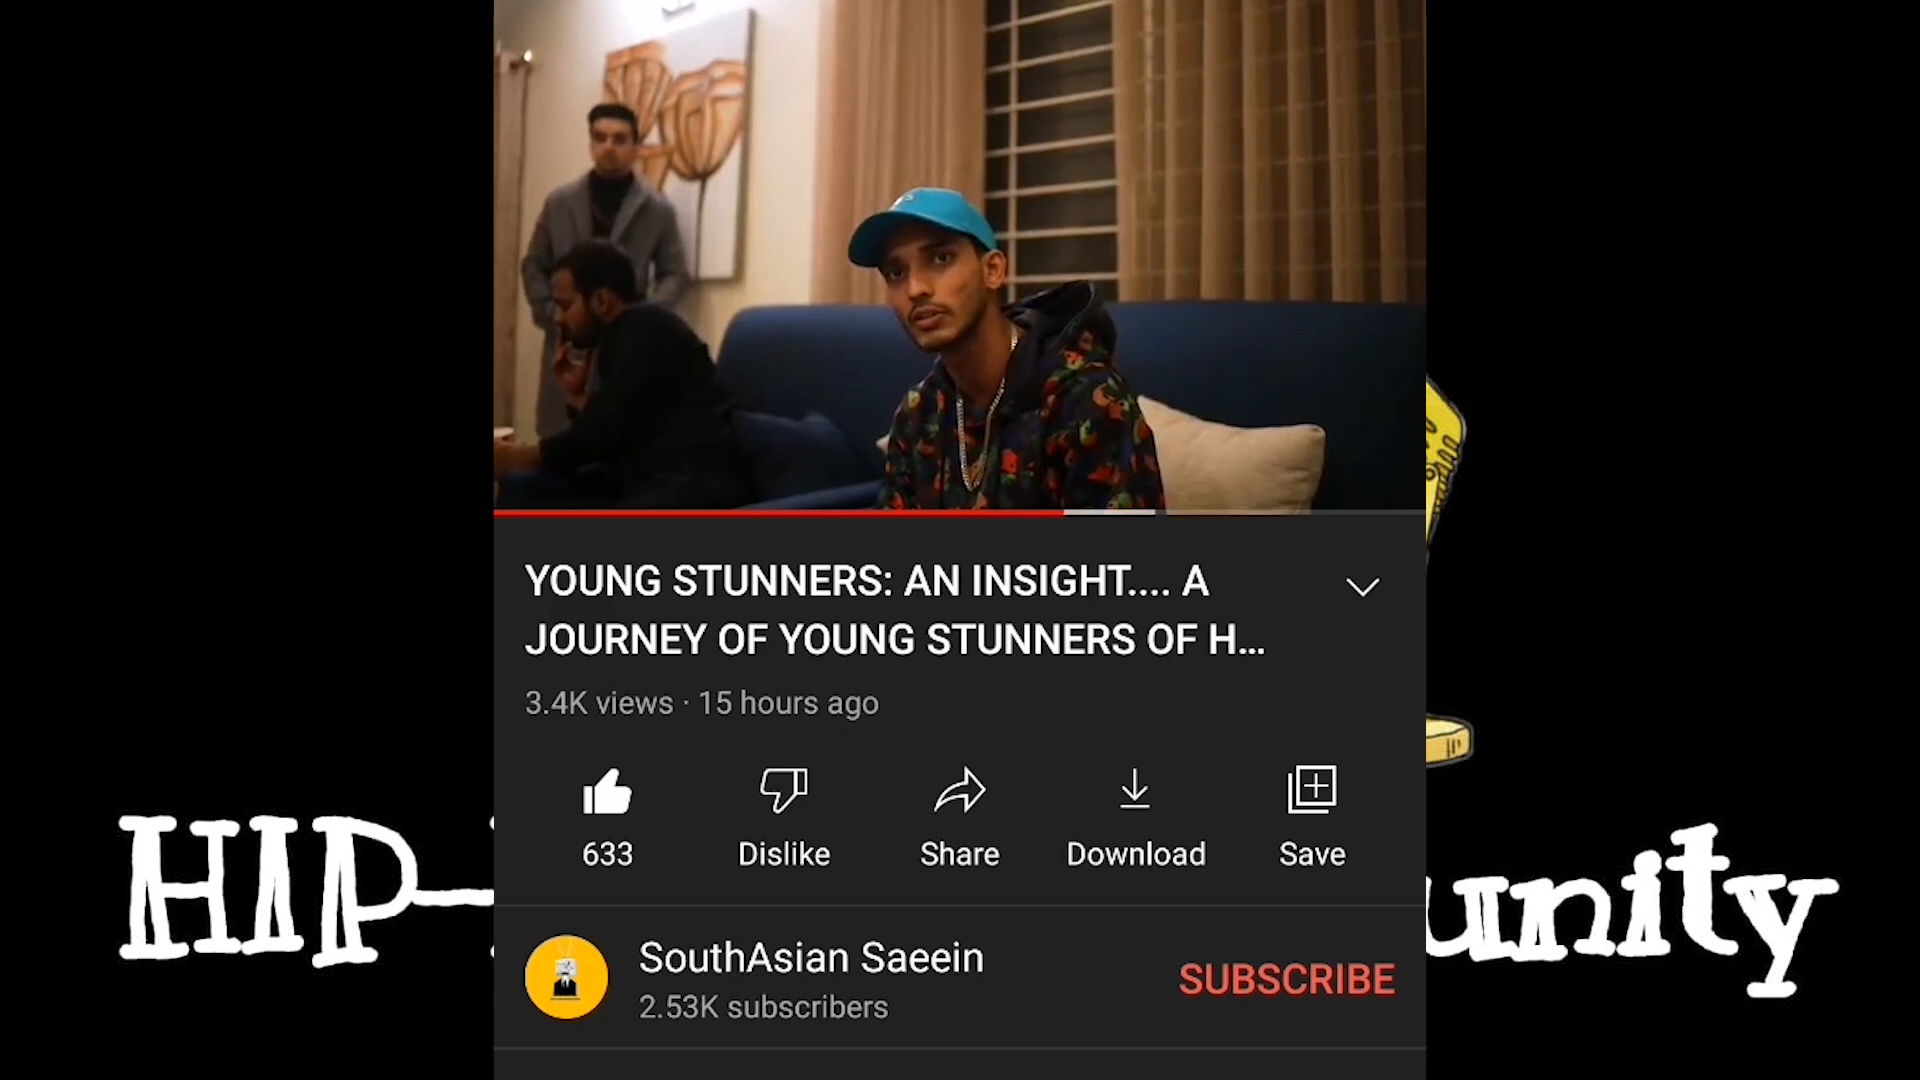 YOUNG STUNNERS: AN INSIGHT.... A
JOURNEY OF YOUNG STUNNERS OF H...
3.4K views · 15 hours ago
633
Dislike
Share
Download
Save
SouthAsian Saeein
2.53K subscribers
SUBSCRIBE
HIP-
unity